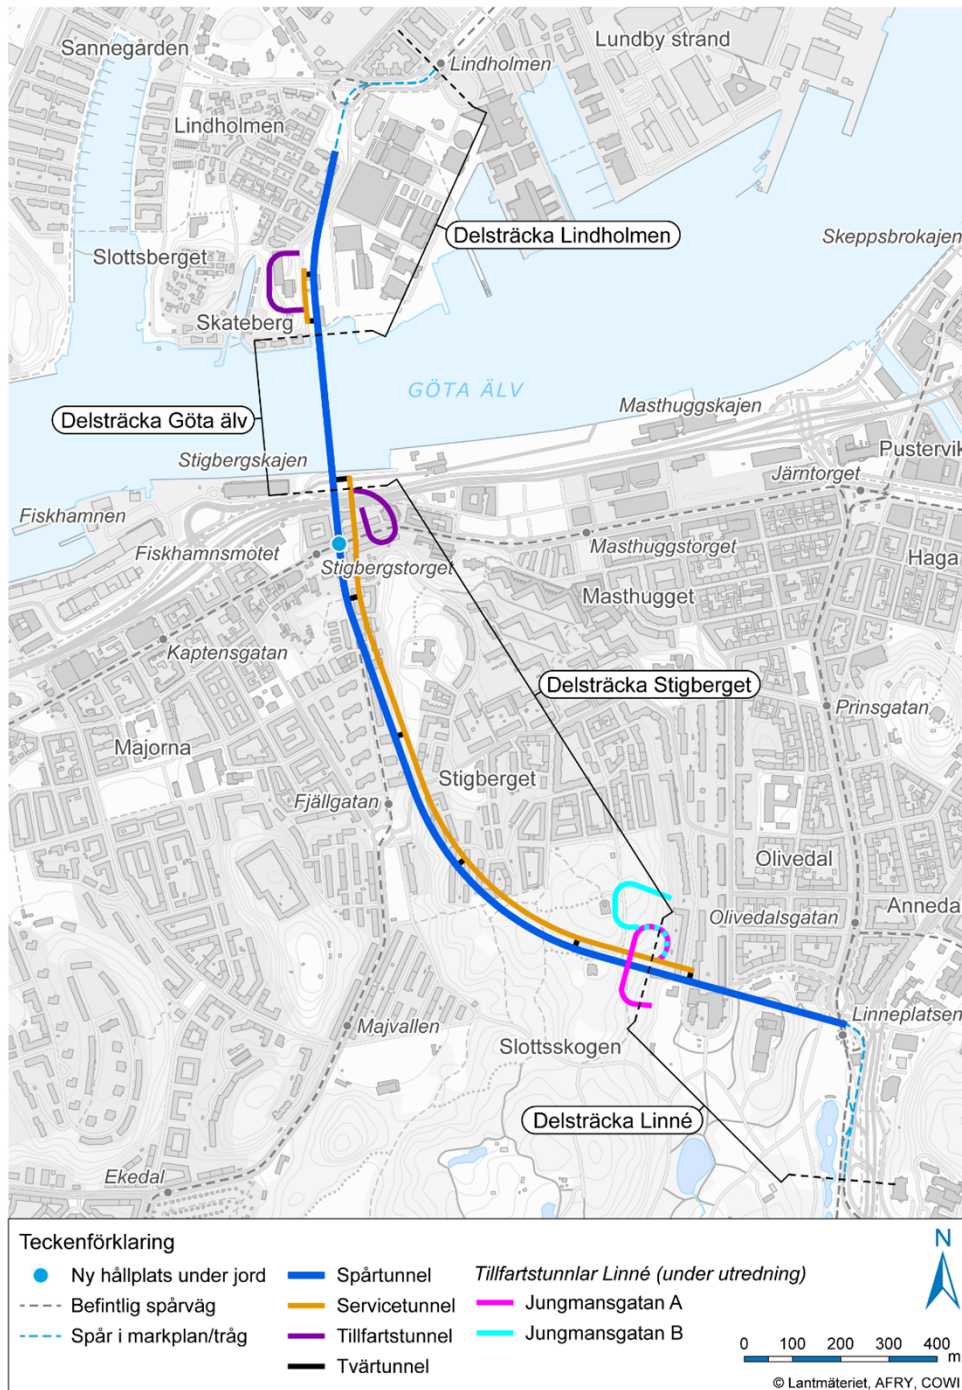 Sannegården
Lundby strand
Lindholmen
Lindholmen
Delsträcka Lindholmen
Skeppsbrokajen
Slottsberget
Skateberg
GÖTA ÄLV
Delsträcka Göta älv
Masthuggskajen
Stigbergskajen
Pustervik
Järntorget
Fiskhamnen
Fiskhamnsmotet
Masthuggstorget
Stigbergstorget
Haga
Masthugget
Kaptensgatan
Delsträcka Stigberget
Prinsgatan
Majorna
Stigberget
Fjällgatan
Olivedal
Olivedalsgatan
Anneda
Linneplatsen
Majvallen
Slottsskogen
Delsträcka Linné
Ekedal
Teckenförklaring
Ny hållplats under jord
Befintlig spårväg
Spår i markplan/tråg
Spårtunnel
Servicetunnel
Tillfartstunnel
Tvärtunnel
Tillfartstunnlar Linné (under utredning)
Jungmansgatan A
Jungmansgatan B
N
0 100 200 300 400
m
© Lantmäteriet, AFRY, COWI